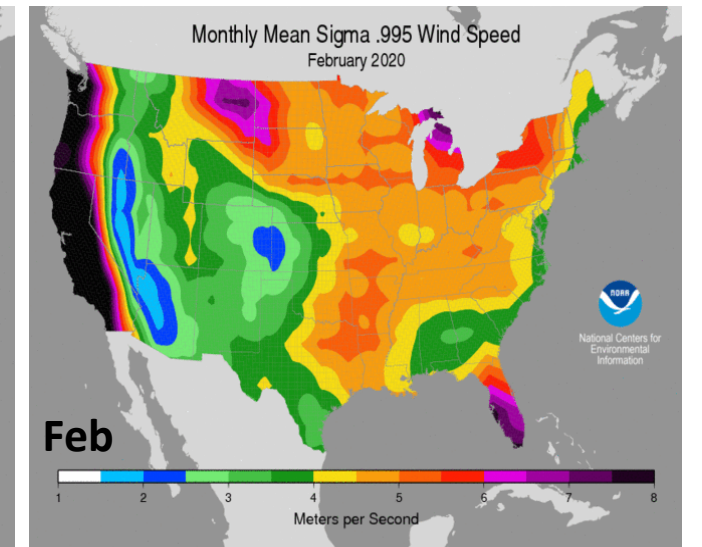 Monthly Mean Sigma .995 Wind Speed
February 2020
NOAA
National Centers for
Environmental
Information
Feb
1 2 3 4 5 6 7 8
Meters per Second